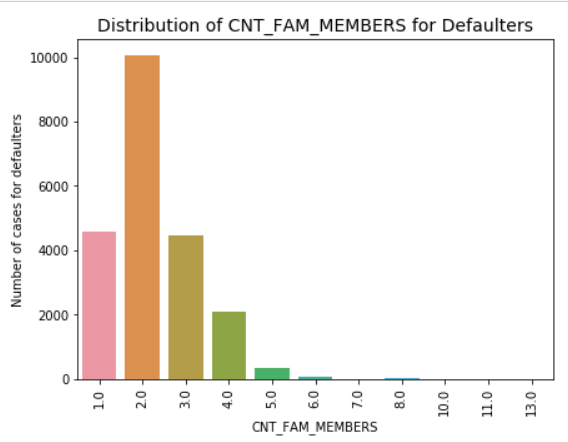 Distribution of CNT_FAM_MEMBERS for Defaulters
Number of cases for defaulters
10000
8000
6000
4000
2000
0
1.0 2.0 3.0 4.0 5.0 6.0 7.0 8.0 10.0 11.0 13.0
CNT_FAM_MEMBERS